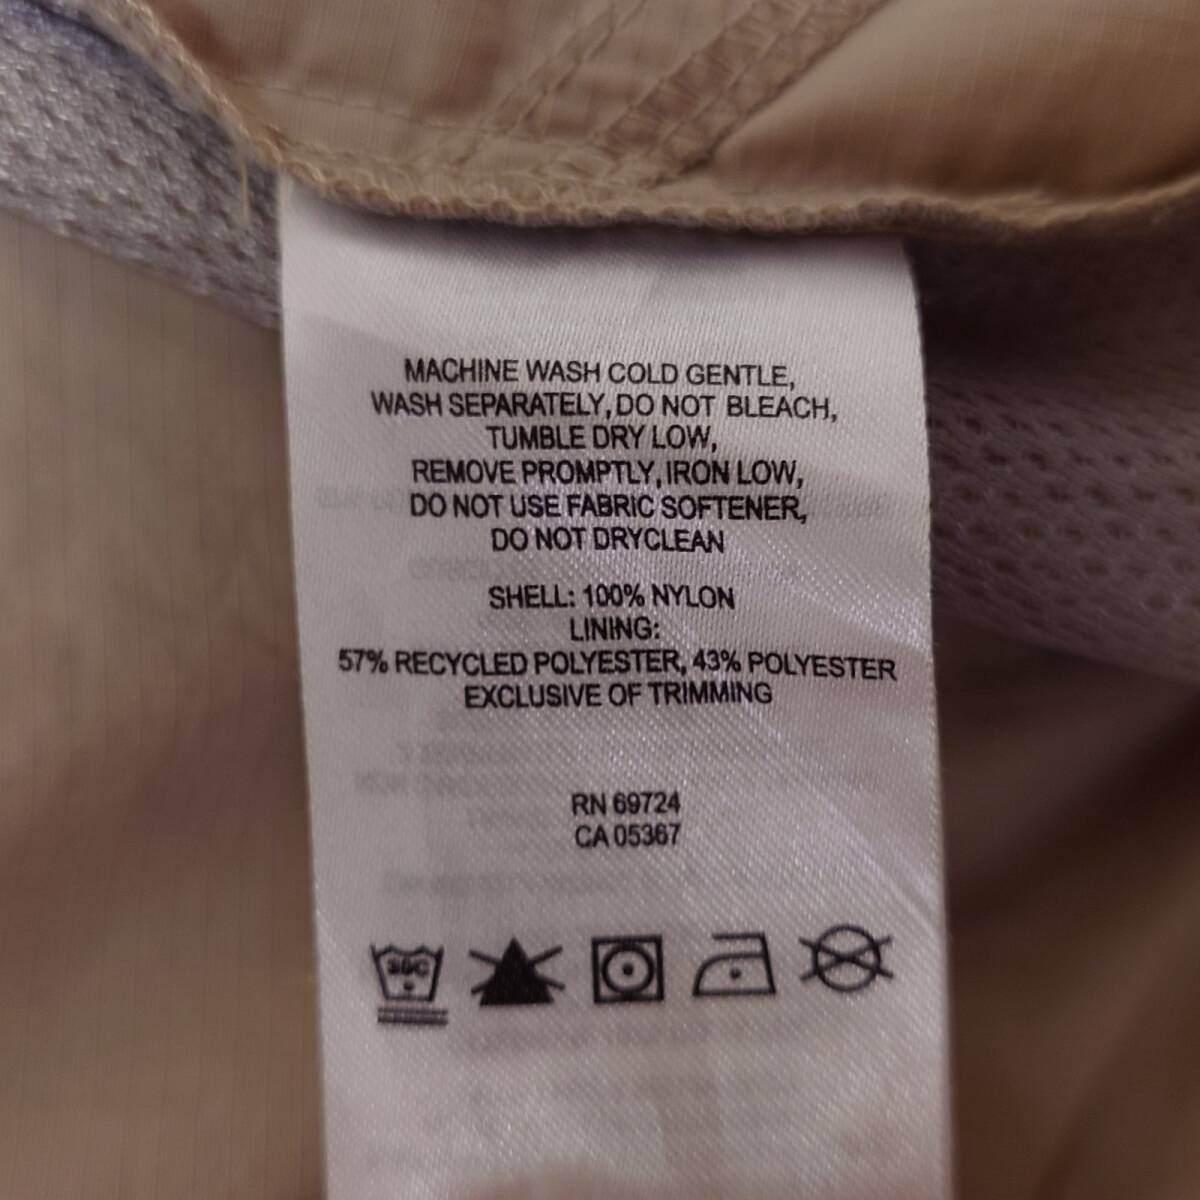 MACHINE WASH COLD GENTLE,
WASH SEPARATELY, DO NOT BLEACH,
TUMBLE DRY LOW,
REMOVE PROMPTLY, IRON LOW,
DO NOT USE FABRIC SOFTENER,
DO NOT DRYCLEAN
SHELL: 100% NYLON
LINING:
57% RECYCLED POLYESTER, 43% POLYESTER
EXCLUSIVE OF TRIMMING
RN 69724
CA 05367
30C